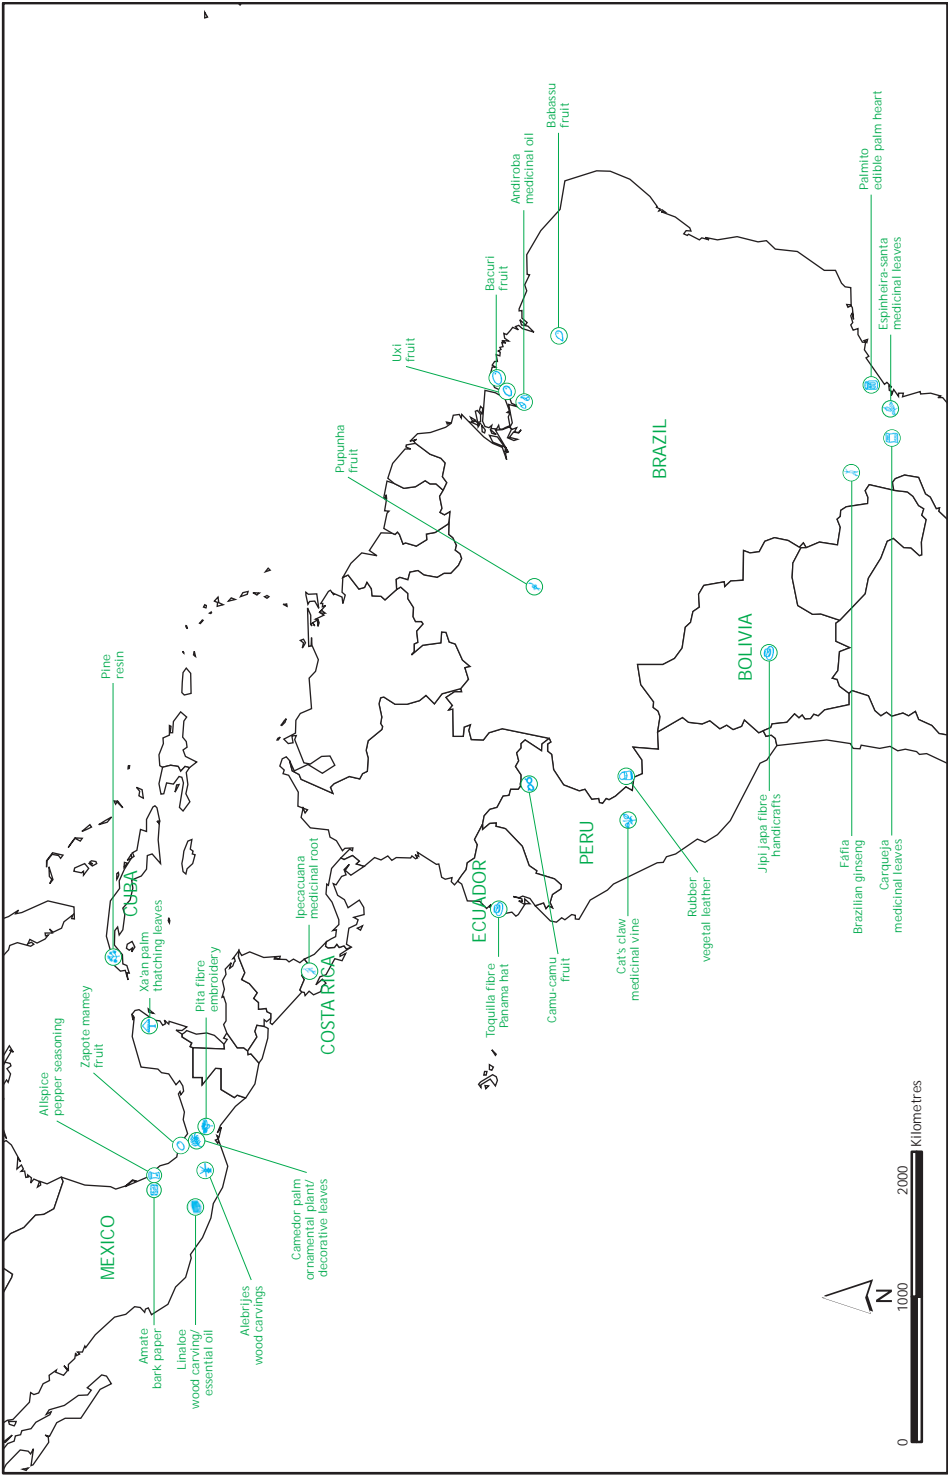 Pine
resin
CUBA
Xa'an palm
thatching leaves
Pita fibre
embroidery
Zapote mamey
fruit
Allspice
pepper seasoning
MEXICO
Amate
bark paper
Linaloe
wood carving/
essential oil
Alebrijes
wood carvings
Camedor palm
ornamental plant/
decorative leaves
Ipecacuana
medicinal root
COSTA RICA
Pupunha
fruit
Uxi
fruit
Bacuri
fruit
Andiroba
medicinal oil
Babassu
fruit
BRAZIL
Palmito
edible palm heart
Espinheira-santa
medicinal leaves
BOLIVIA
PERU
ECUADOR
Toquilla fibre
Panama hat
Camu-camu
fruit
Cat's claw
medicinal vine
Rubber
vegetal leather
Jipi japa fibre
handicrafts
Fáfia
Brazilian ginseng
Carqueja
medicinal leaves
N
0
1000
2000
Kilometres